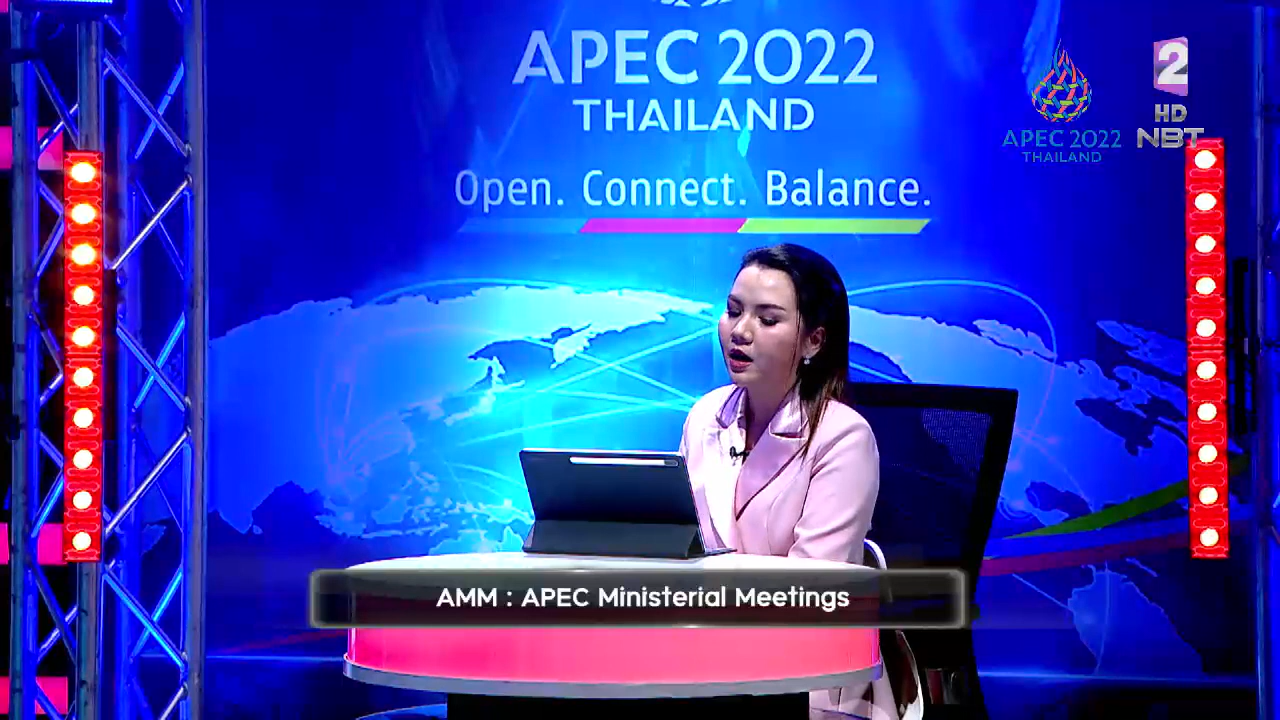 APEC 2022
THAILAND
Open. Connect. Balance.
APEC 2022
THAILAND
2
HD
NBT
AMM : APEC Ministerial Meetings